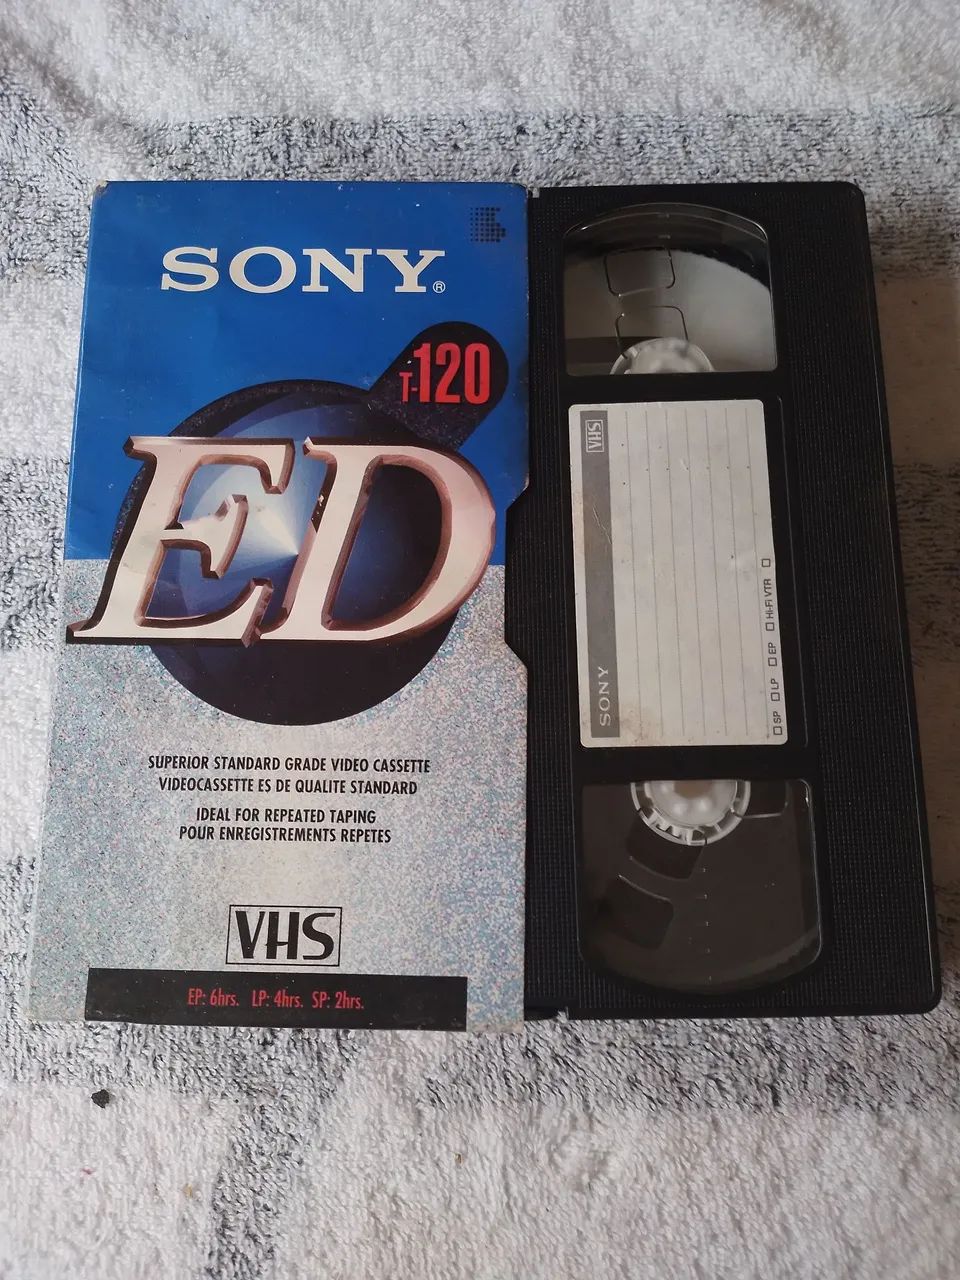 SONY®
T-120
ED
SUPERIOR STANDARD GRADE VIDEO CASSETTE
VIDEOCASSETTE ES DE QUALITE STANDARD
IDEAL FOR REPEATED TAPING
POUR ENREGISTREMENTS REPETES
VHS
EP: 6hrs. LP: 4hrs. SP: 2hrs.
VHS
SONY
SP LP EP Hi-Fi VTR